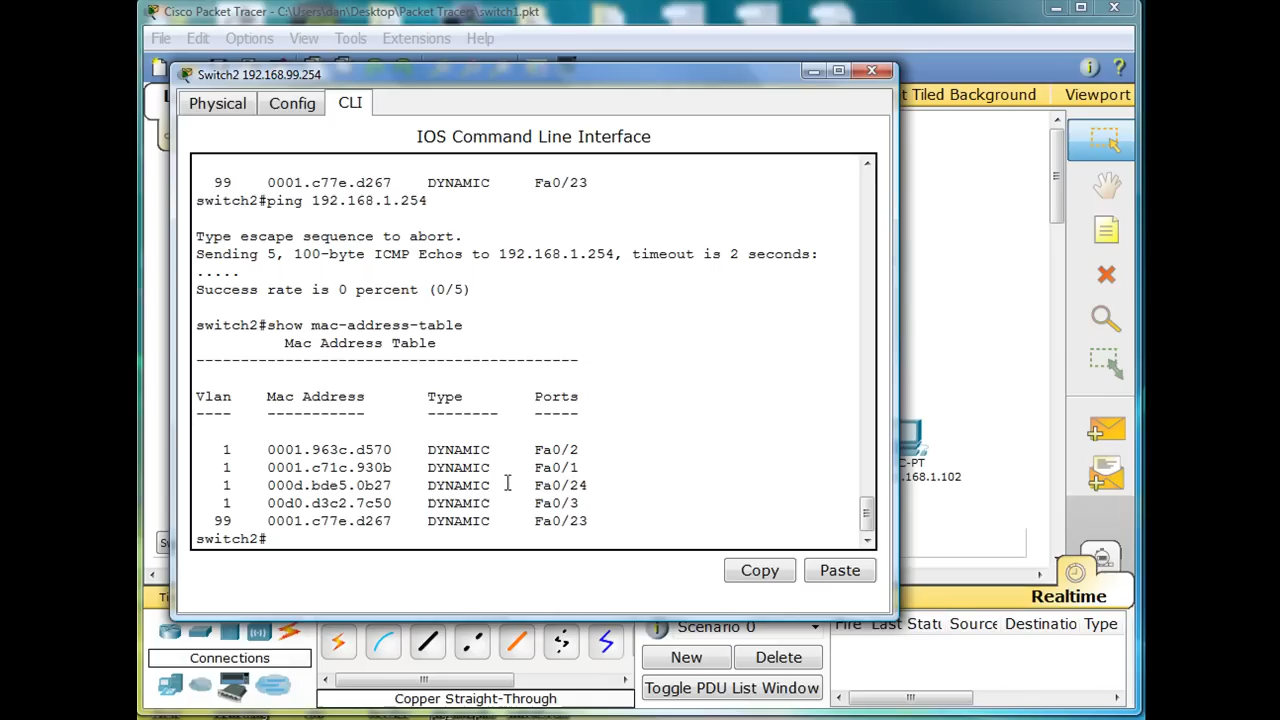 Cisco Packet Tracer - C:\Users\dan\Desktop\Packet Tracers\switch1.pkt
File Edit Options View Tools Extensions Help
Switch2 192.168.99.254
Physical Config CLI
t Tiled Background Viewport
IOS Command Line Interface
99 0001.c77e.d267 DYNAMIC Fa0/23
switch2#ping 192.168.1.254
Type escape sequence to abort.
Sending 5, 100-byte ICMP Echos to 192.168.1.254, timeout is 2 seconds:
.....
Success rate is 0 percent (0/5)
switch2#show mac-address-table
Mac Address Table
-------------------------------------------
Vlan Mac Address Type Ports
---- ----------- -------- -----
1 0001.963c.d570 DYNAMIC Fa0/2
1 0001.c71c.930b DYNAMIC Fa0/1
1 000d.bde5.0b27 DYNAMIC Fa0/24
1 00d0.d3c2.7c50 DYNAMIC Fa0/3
99 0001.c77e.d267 DYNAMIC Fa0/23
switch2#
C-PT
.168.1.102
Copy Paste
Realtime
Scenario 0
Fire Last Statu Source Destinatio Type
Connections
New Delete
Toggle PDU List Window
Copper Straight-Through